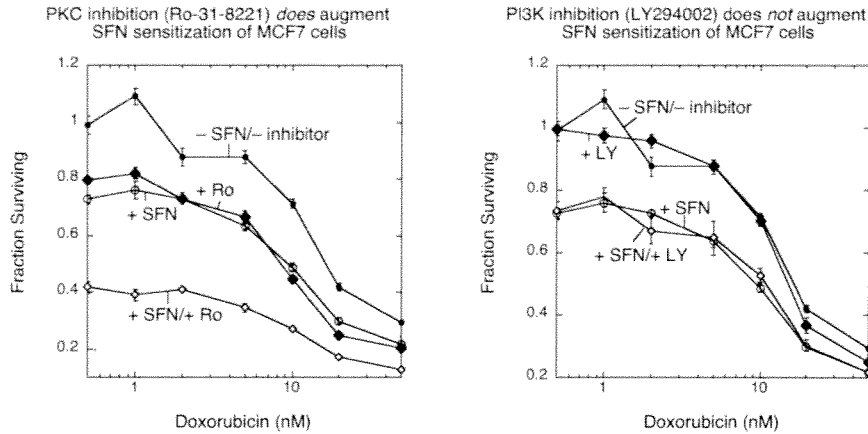 PKC inhibition (Ro-31-8221) does augment
SFN sensitization of MCF7 cells
1.2
1
0.8
0.6
0.4
0.2
Fraction Surviving
– SFN/– inhibitor
+ Ro
+ SFN
+ SFN/+ Ro
1
10
Doxorubicin (nM)
PI3K inhibition (LY294002) does not augment
SFN sensitization of MCF7 cells
1.2
1
0.8
0.6
0.4
0.2
Fraction Surviving
– SFN/– inhibitor
+ LY
+ SFN
+ SFN/+ LY
1
10
Doxorubicin (nM)